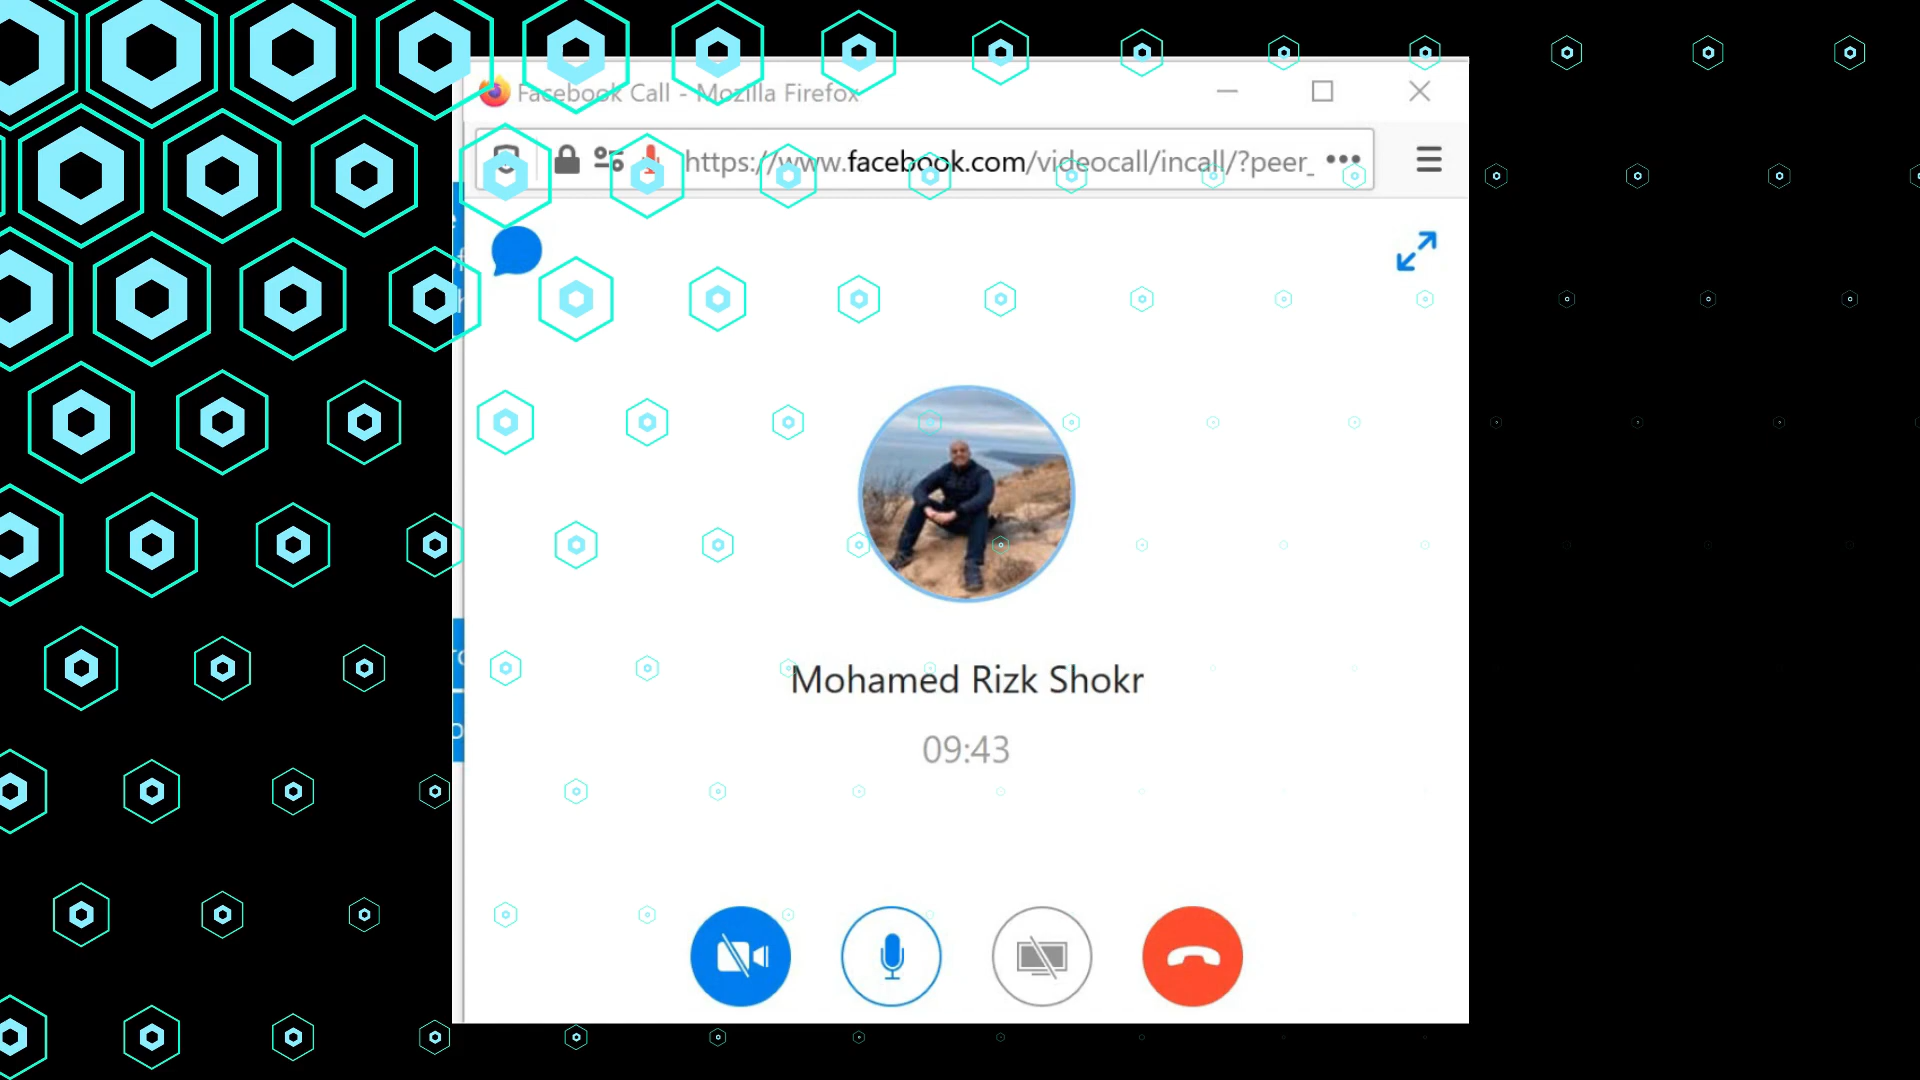 Facebook Call - Mozilla Firefox
https://www.facebook.com/videocall/incall/?peer_
Mohamed Rizk Shokr
09:43